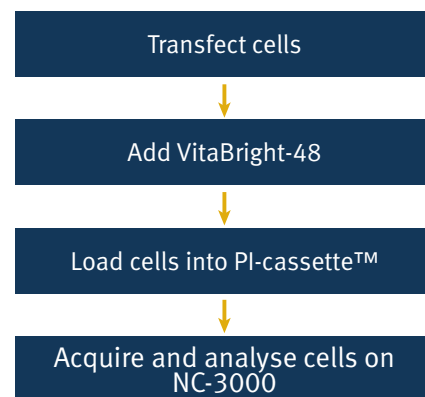 Transfect cells
Add VitaBright-48
Load cells into PI-cassette™
Acquire and analyse cells on
NC-3000